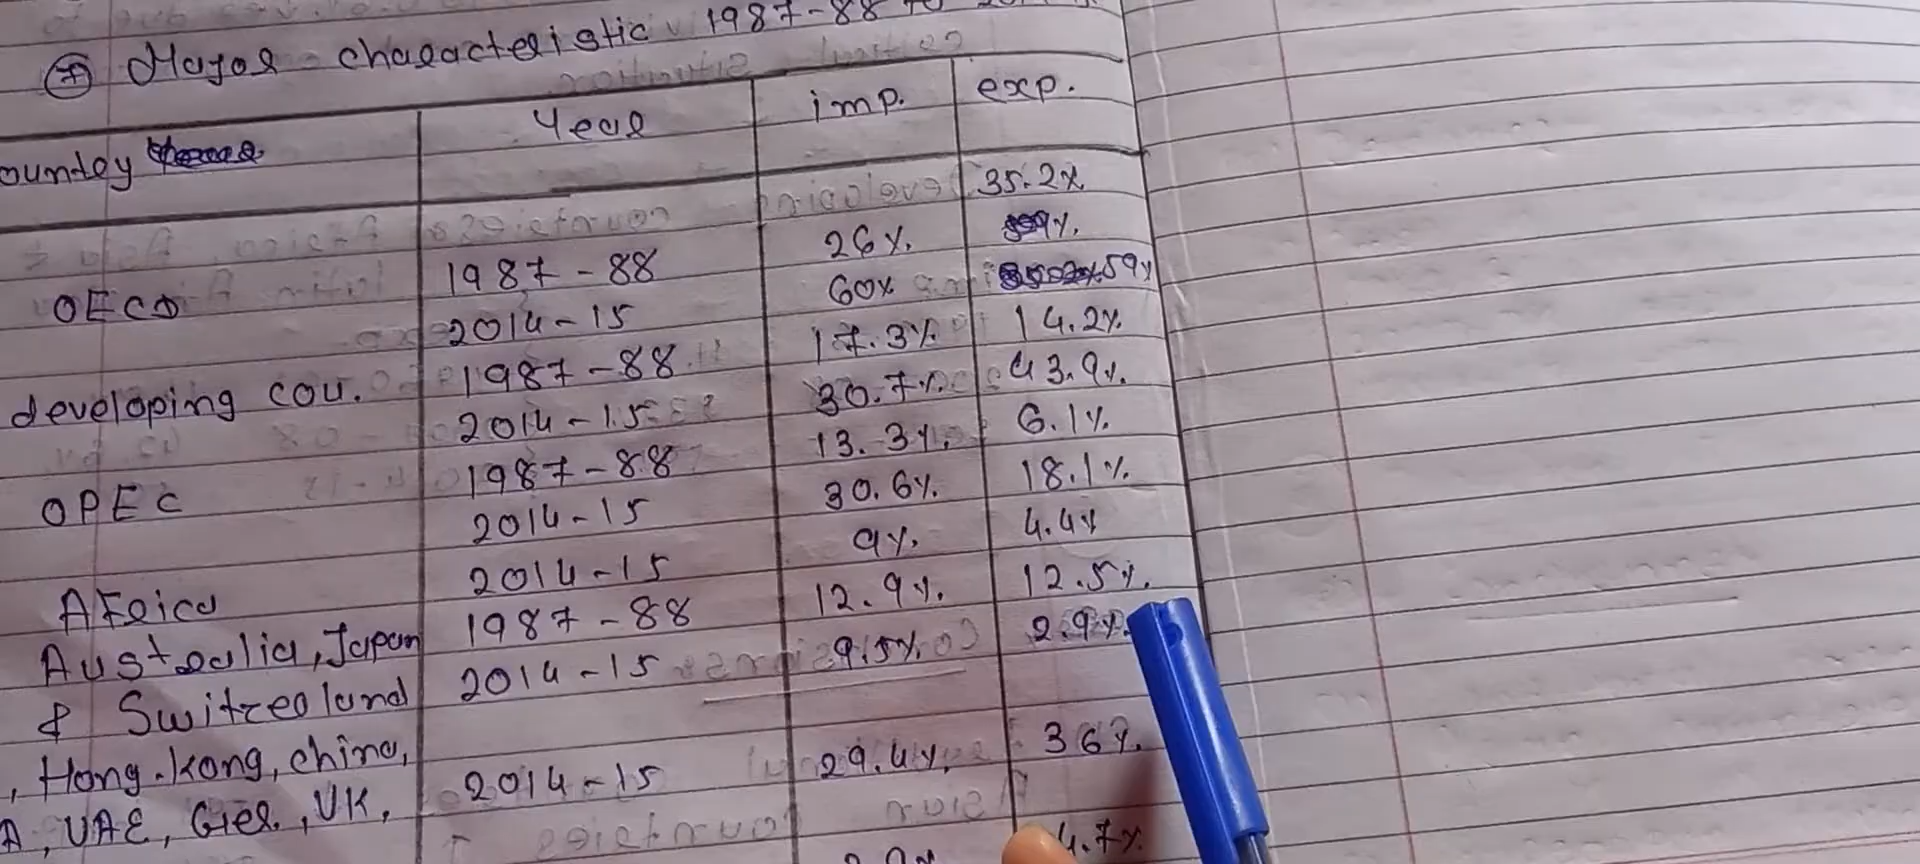 Major characteristic 1987-88 to
ountry Year imp. exp.
35.2%
OECD 1987-88 26%
2014-15 60% 59%
developing cou. 1987-88 17.3% 14.2%
2014-15 30.7% 43.9%
OPEC 1987-88 13.3% 6.1%
2014-15 30.6% 18.1%
Africa 2014-15 9% 4.4%
Australia, Japan 1987-88 12.9% 12.5%
& Switzerland 2014-15 9.5% 2.9%
, Hong-Kong, china,
A, UAE, Ger., UK, 2014-15 29.4% 36%
4.7%